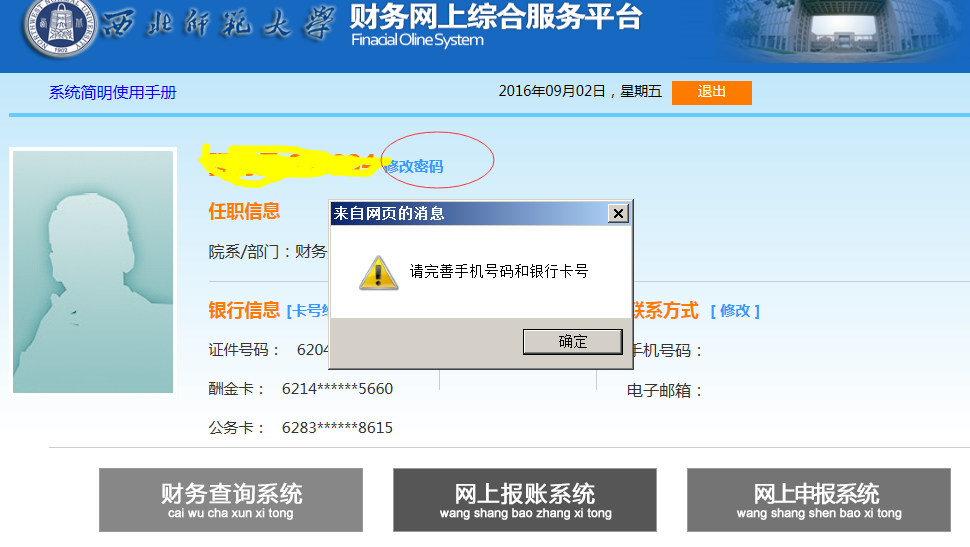 西北师范大学
财务网上综合服务平台
Finacial Oline System
系统简明使用手册
2016年09月02日，星期五
退出
修改密码
任职信息
院系/部门：财务
来自网页的消息
请完善手机号码和银行卡号
确定
银行信息 [卡号
联系方式 [ 修改 ]
证件号码： 6204
手机号码：
酬金卡： 6214******5660
电子邮箱：
公务卡： 6283******8615
财务查询系统
cai wu cha xun xi tong
网上报账系统
wang shang bao zhang xi tong
网上申报系统
wang shang shen bao xi tong